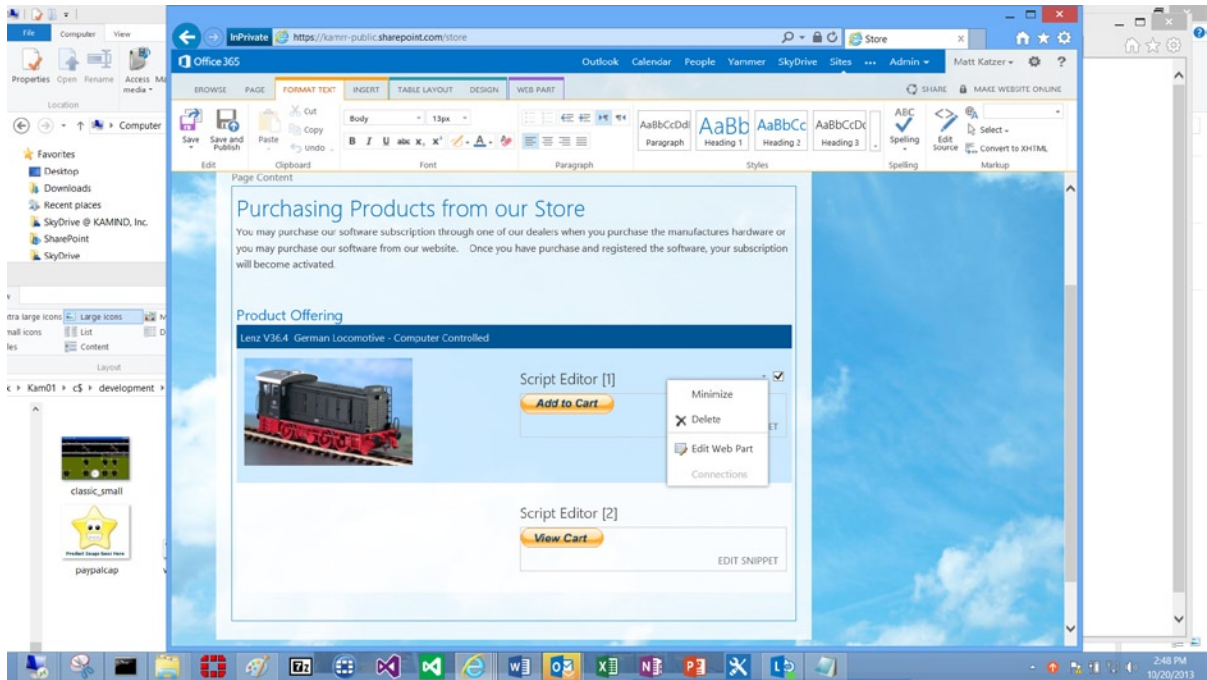 File Computer View
Properties Open Rename Access
media
Location
Computer
Favorites
Desktop
Downloads
Recent places
SkyDrive @ KAMIND, Inc.
SharePoint
SkyDrive
Large icons
List
Content
Layout
Kam01 c$ development
classic_small
Product Image Goes Here
paypalcap
InPrivate https://kamrr-public.sharepoint.com/store
Store
Office 365
Outlook Calendar People Yammer SkyDrive Sites ... Admin Matt Katzer ?
BROWSE PAGE FORMAT TEXT INSERT TABLE LAYOUT DESIGN WEB PART
SHARE MAKE WEBSITE ONLINE
Save Save and Publish Paste Cut Copy Undo
Edit Clipboard
Body 13px
B I U abc x, x² A
Font
Paragraph
AaBbCcDdI AaBb AaBbCc AaBbCcDc
Paragraph Heading 1 Heading 2 Heading 3
Styles
ABC
Spelling
Spelling
Edit Source Select Convert to XHTML
Markup
Page Content
Purchasing Products from our Store
You may purchase our software subscription through one of our dealers when you purchase the manufactures hardware or
you may purchase our software from our website. Once you have purchase and registered the software, your subscription
will become activated.
Product Offering
Lenz V36.4 German Locomotive - Computer Controlled
Script Editor [1]
Add to Cart
Minimize
Delete
Edit Web Part
Connections
Script Editor [2]
View Cart
EDIT SNIPPET
2:48 PM
10/20/2013